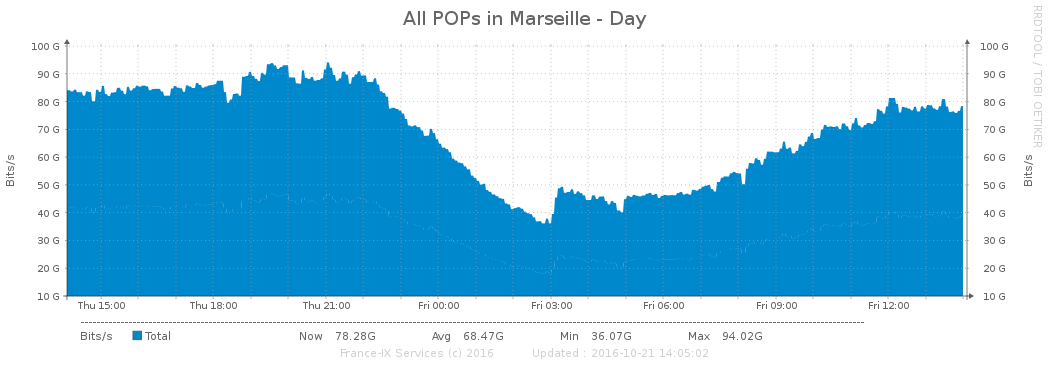 All POPs in Marseille - Day
RRDTOOL / TOBI OETIKER
Bits/s
100 G
90 G
80 G
70 G
60 G
50 G
40 G
30 G
20 G
10 G
100 G
90 G
80 G
70 G
60 G
50 G
40 G
30 G
20 G
10 G
Bits/s
Thu 15:00 Thu 18:00 Thu 21:00 Fri 00:00 Fri 03:00 Fri 06:00 Fri 09:00 Fri 12:00
Bits/s Total Now 78.28G Avg 68.47G Min 36.07G Max 94.02G
France-IX Services (c) 2016 Updated : 2016-10-21 14:05:02